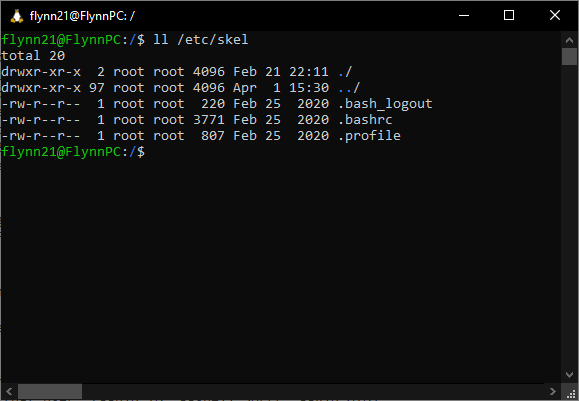 flynn21@FlynnPC: /
flynn21@FlynnPC:/$ ll /etc/skel
total 20
drwxr-xr-x  2 root root 4096 Feb 21 22:11 ./
drwxr-xr-x 97 root root 4096 Apr  1 15:30 ../
-rw-r--r--  1 root root  220 Feb 25  2020 .bash_logout
-rw-r--r--  1 root root 3771 Feb 25  2020 .bashrc
-rw-r--r--  1 root root  807 Feb 25  2020 .profile
flynn21@FlynnPC:/$